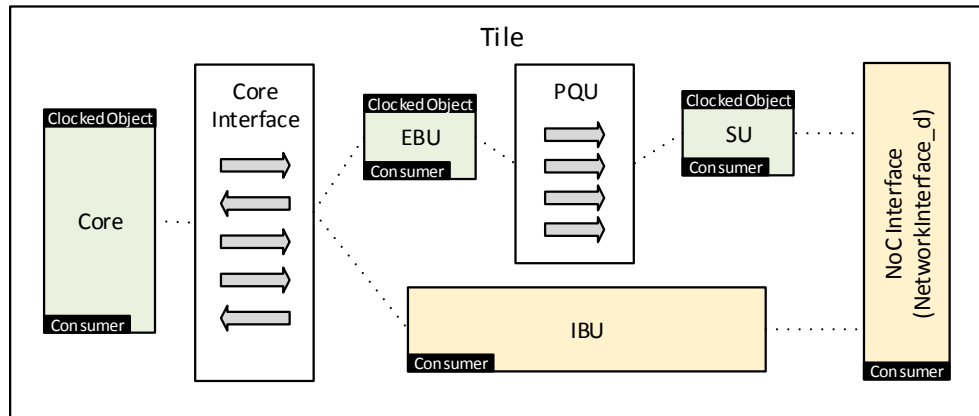 Tile
Clocked Object
Core
Consumer
Core
Interface
Clocked Object
EBU
Consumer
PQU
Clocked Object
SU
Consumer
IBU
Consumer
NoC Interface
(NetworkInterface_d)
Consumer